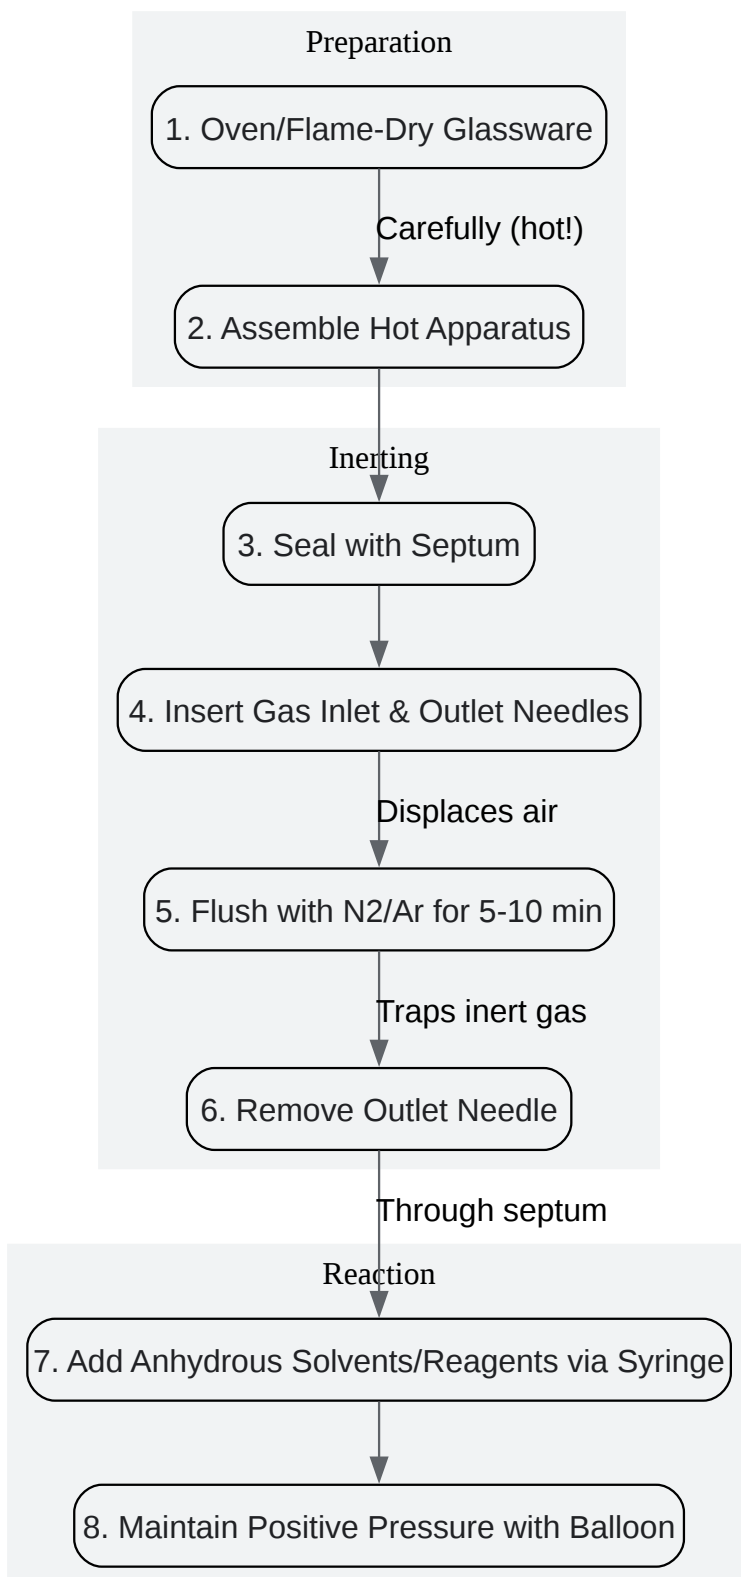 Preparation
1. Oven/Flame-Dry Glassware
Carefully (hot!)
2. Assemble Hot Apparatus
Inerting
3. Seal with Septum
4. Insert Gas Inlet & Outlet Needles
Displaces air
5. Flush with N2/Ar for 5-10 min
Traps inert gas
6. Remove Outlet Needle
Through septum
Reaction
7. Add Anhydrous Solvents/Reagents via Syringe
8. Maintain Positive Pressure with Balloon